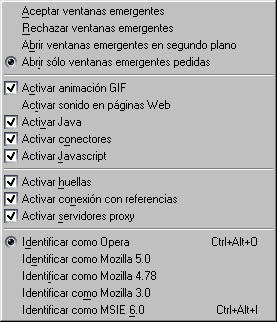 Aceptar ventanas emergentes
Rechazar ventanas emergentes
Abrir ventanas emergentes en segundo plano
Abrir sólo ventanas emergentes pedidas
Activar animación GIF
Activar sonido en páginas Web
Activar Java
Activar conectores
Activar Javascript
Activar huellas
Activar conexión con referencias
Activar servidores proxy
Identificar como Opera Ctrl+Alt+O
Identificar como Mozilla 5.0
Identificar como Mozilla 4.78
Identificar como Mozilla 3.0
Identificar como MSIE 6.0 Ctrl+Alt+I